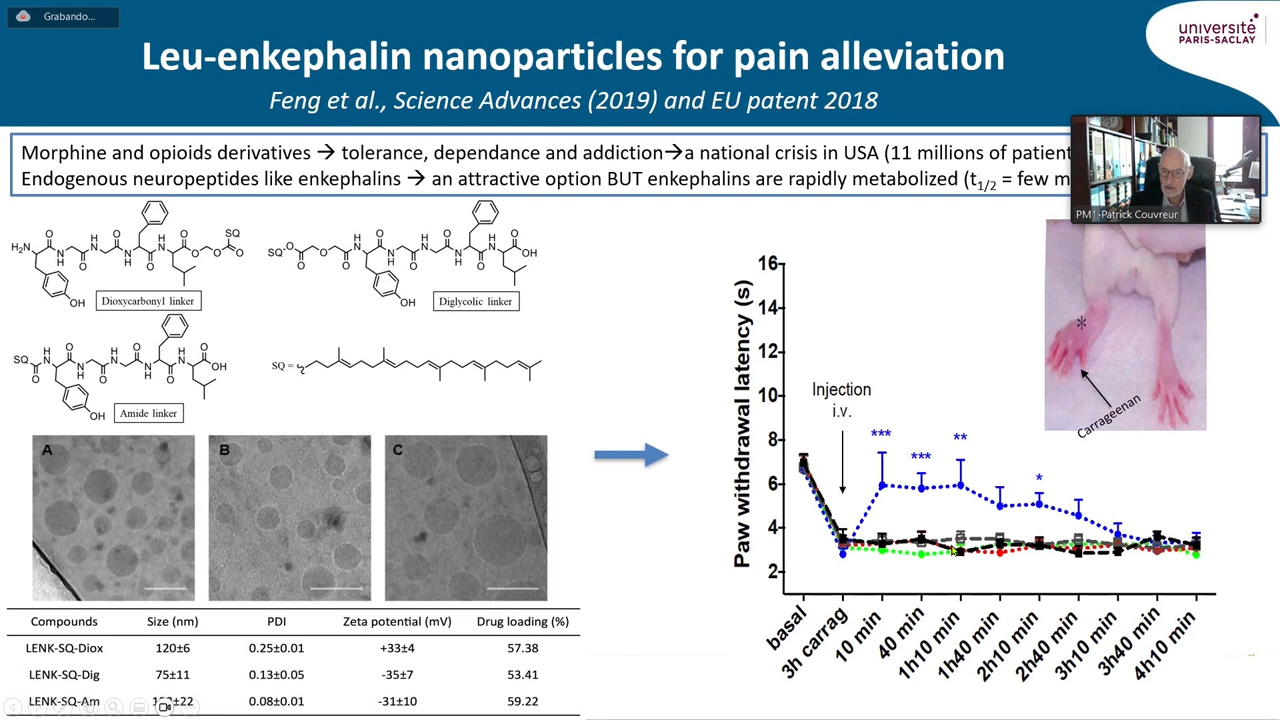 Grabando...
université
PARIS-SACLAY
Leu-enkephalin nanoparticles for pain alleviation
Feng et al., Science Advances (2019) and EU patent 2018
Morphine and opioids derivatives → tolerance, dependance and addiction→a national crisis in USA (11 millions of patient
Endogenous neuropeptides like enkephalins → an attractive option BUT enkephalins are rapidly metabolized (t1/2 = few
PM1-Patrick Couvreur
Dioxycarbonyl linker
Diglycolic linker
Amide linker
SQ =
A
B
C
Compounds Size (nm) PDI Zeta potential (mV) Drug loading (%)
LENK-SQ-Diox 120±6 0.25±0.01 +33±4 57.38
LENK-SQ-Dig 75±11 0.13±0.05 -35±7 53.41
LENK-SQ-Am ±22 0.08±0.01 -31±10 59.22
Paw withdrawal latency (s)
16
14
12
10
8
6
4
2
Injection
i.v.
***
***
**
*
*
Carrageenan
basal
3h carrag
10 min
40 min
1h10 min
1h40 min
2h10 min
2h40 min
3h10 min
3h40 min
4h10 min